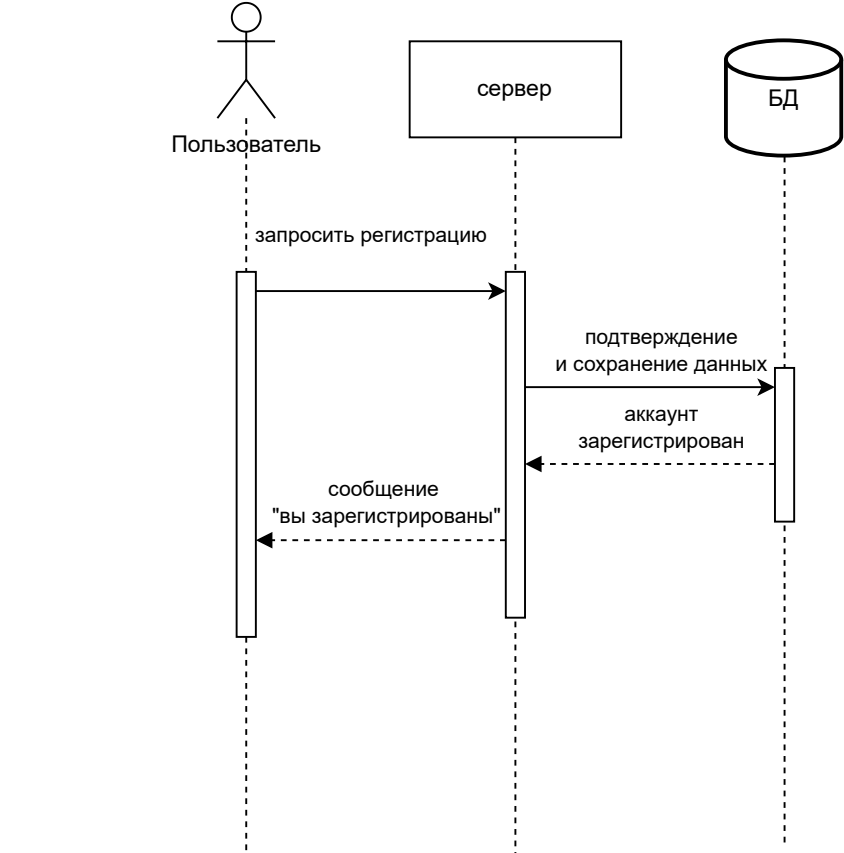 Пользователь
сервер
БД
запросить регистрацию
подтверждение
и сохранение данных
аккаунт
зарегистрирован
сообщение
"вы зарегистрированы"